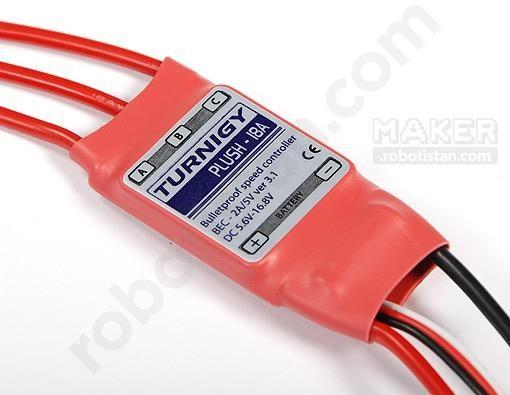 A
B
C
TURNIGY
PLUSH - 18A
Bulletproof speed controller
BEC - 2A/5V ver 3.1
DC 5.6V-16.8V
CE
+
BATTERY
−
MAKER
.robotistan.com
robotistan.com